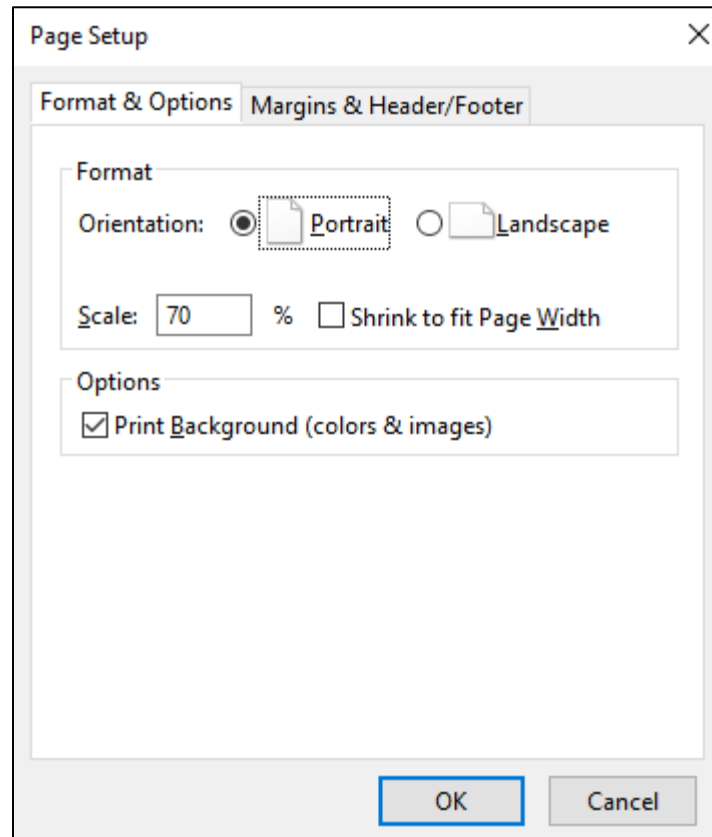 Page Setup
Format & Options Margins & Header/Footer
Format
Orientation: Portrait Landscape
Scale: 70 % Shrink to fit Page Width
Options
Print Background (colors & images)
OK Cancel